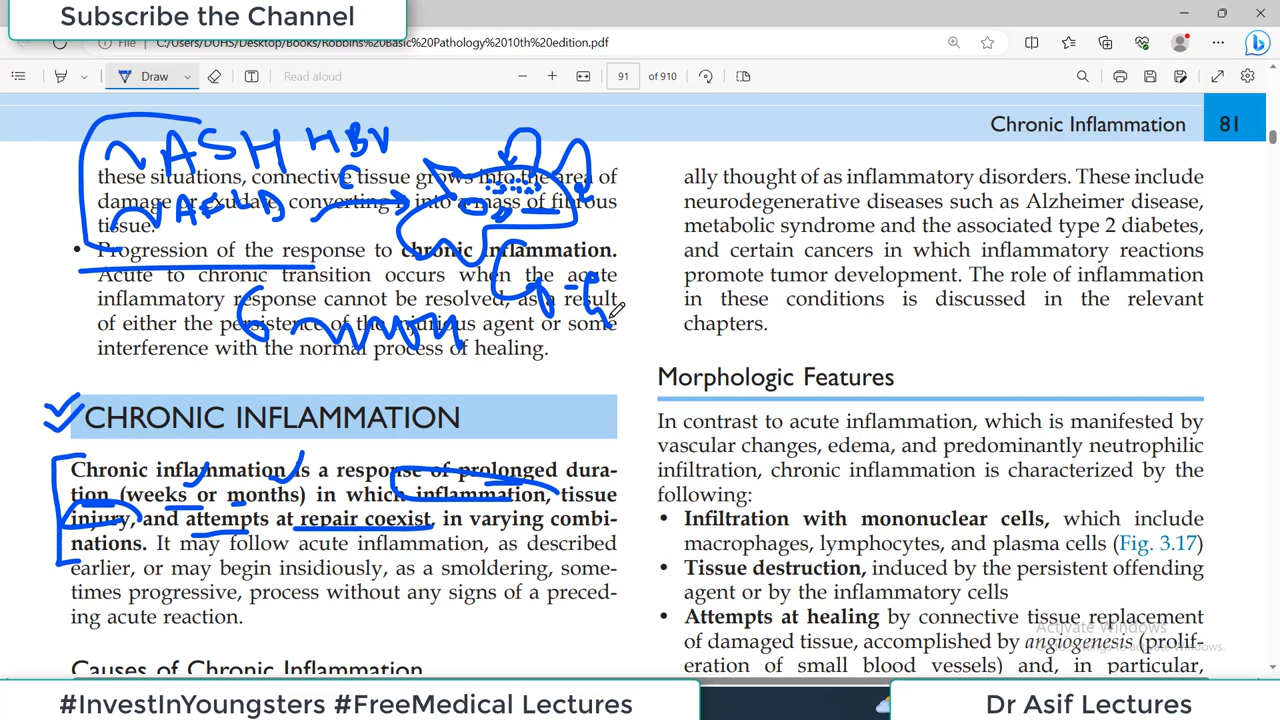 Subscribe the Channel
File C:/Users/DUHS/Desktop/Books/Robbins%20Basic%20Pathology%2010th%20edition.pdf
Draw Read aloud 91 of 910
Chronic Inflammation 81
ASH HBV
these situations, connective tissue grows into the area of
damage or exudate, converting it into a mass of fibrous
tissue.
• Progression of the response to chronic inflammation.
Acute to chronic transition occurs when the acute
inflammatory response cannot be resolved, as a result
of either the persistence of the injurious agent or some
interference with the normal process of healing.
CHRONIC INFLAMMATION
Chronic inflammation is a response of prolonged dura-
tion (weeks or months) in which inflammation, tissue
injury, and attempts at repair coexist, in varying combi-
nations. It may follow acute inflammation, as described
earlier, or may begin insidiously, as a smoldering, some-
times progressive, process without any signs of a preced-
ing acute reaction.
Causes of Chronic Inflammation
ally thought of as inflammatory disorders. These include
neurodegenerative diseases such as Alzheimer disease,
metabolic syndrome and the associated type 2 diabetes,
and certain cancers in which inflammatory reactions
promote tumor development. The role of inflammation
in these conditions is discussed in the relevant
chapters.
Morphologic Features
In contrast to acute inflammation, which is manifested by
vascular changes, edema, and predominantly neutrophilic
infiltration, chronic inflammation is characterized by the
following:
• Infiltration with mononuclear cells, which include
macrophages, lymphocytes, and plasma cells (Fig. 3.17)
• Tissue destruction, induced by the persistent offending
agent or by the inflammatory cells
• Attempts at healing by connective tissue replacement
of damaged tissue, accomplished by angiogenesis (prolif-
eration of small blood vessels) and, in particular,
Activate Windows
#InvestInYoungsters #FreeMedical Lectures
Dr Asif Lectures